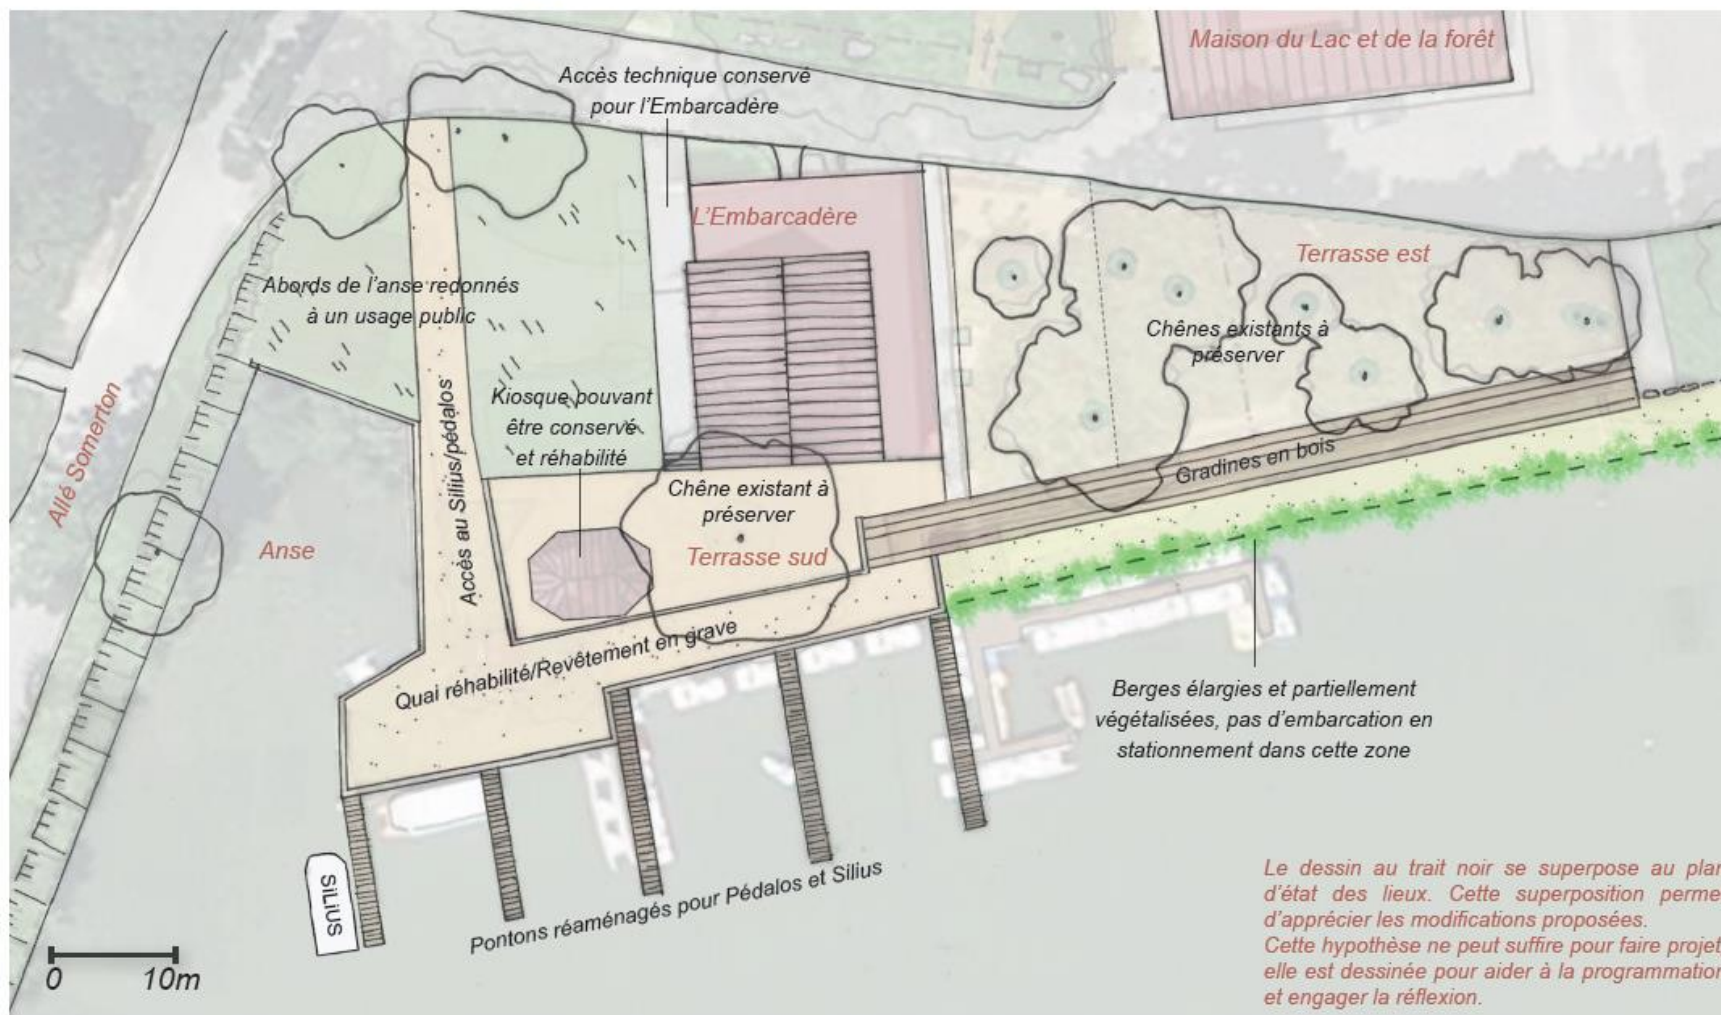 Maison du Lac et de la forêt
Accès technique conservé
pour l'Embarcadère
L'Embarcadère
Terrasse est
Abords de l'anse redonnés
à un usage public
Chênes existants à
préserver
Allé Somerton
Accès au Silius/pédalos
Kiosque pouvant
être conservé
et réhabilité
Gradines en bois
Chêne existant à
préserver
Anse
Terrasse sud
Quai réhabilité/Revêtement en grave
Berges élargies et partiellement
végétalisées, pas d'embarcation en
stationnement dans cette zone
SiLiUS
Pontons réaménagés pour Pédalos et Silius
Le dessin au trait noir se superpose au plan
d'état des lieux. Cette superposition perme
d'apprécier les modifications proposées.
Cette hypothèse ne peut suffire pour faire projet
elle est dessinée pour aider à la programmation
et engager la réflexion.
0 10m